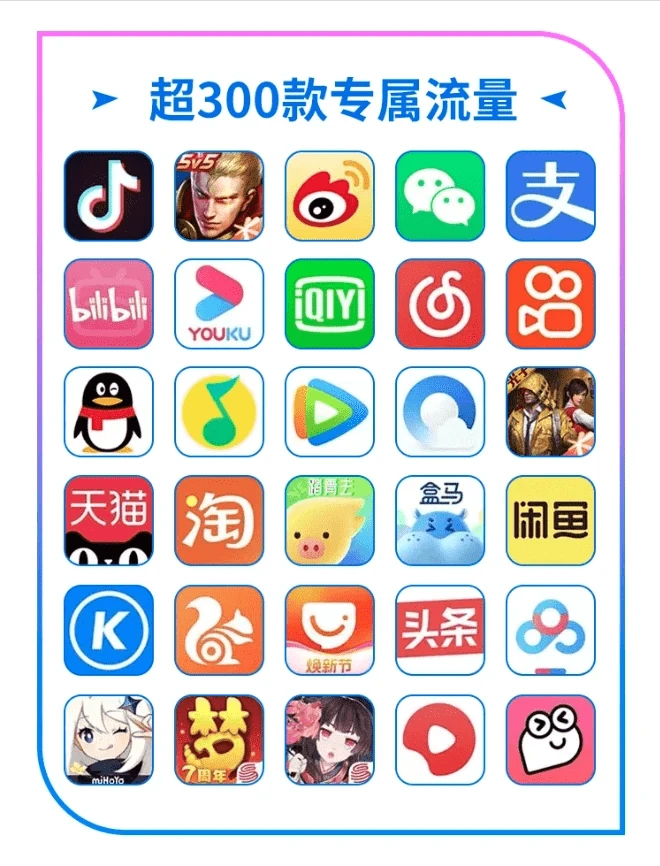 超300款专属流量
5v5
支
bilibili
YOUKU
iQIYI
天猫
淘
踏青去
盒马
闲鱼
K
焕新节
头条
miHoYo
梦
7周年